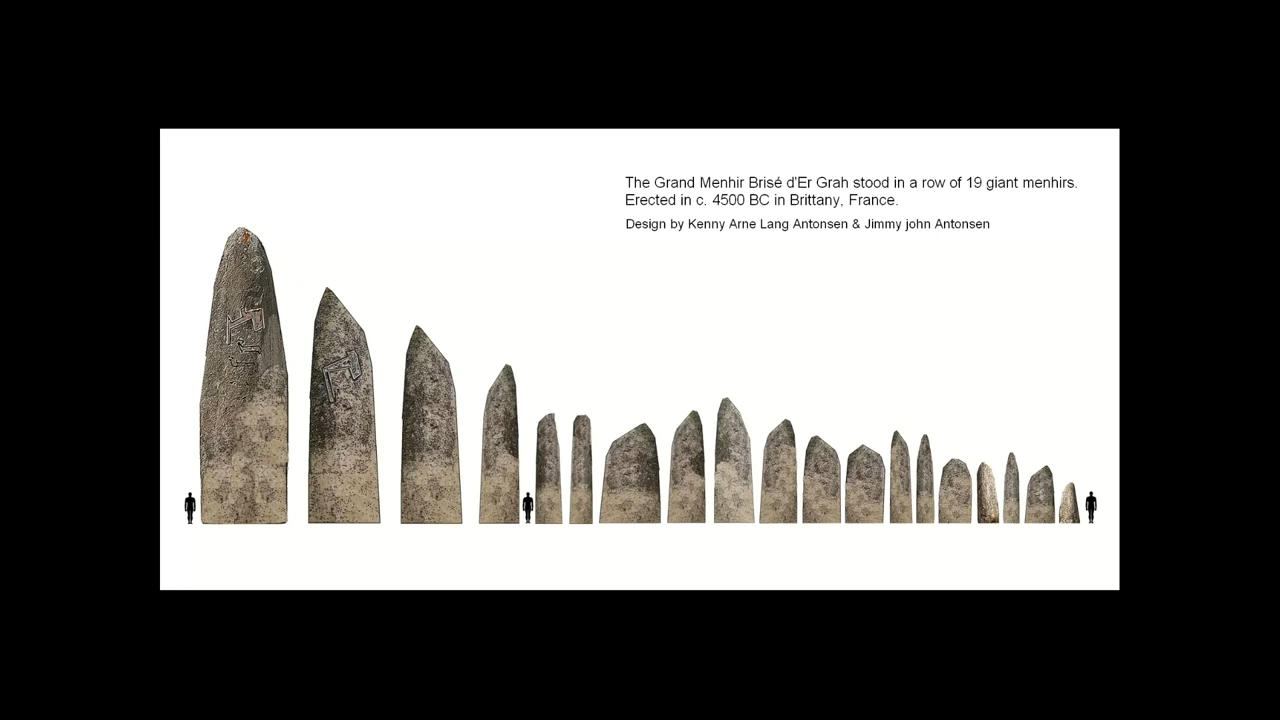 The Grand Menhir Brisé d'Er Grah stood in a row of 19 giant menhirs.
Erected in c. 4500 BC in Brittany, France.
Design by Kenny Arne Lang Antonsen & Jimmy john Antonsen